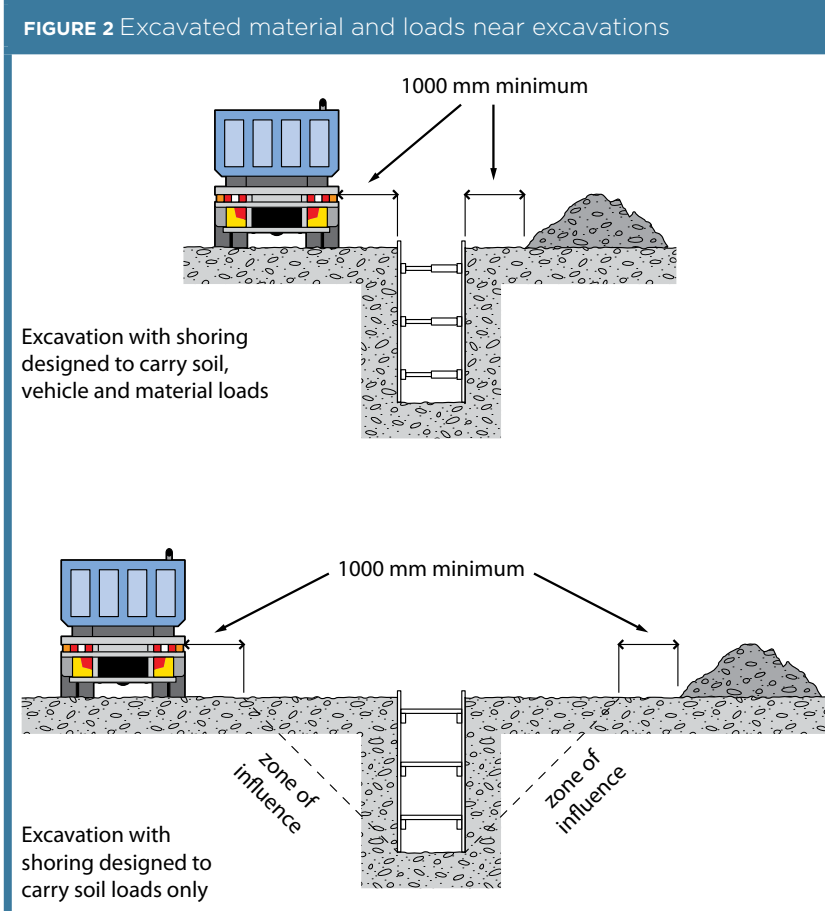 FIGURE 2 Excavated material and loads near excavations
1000 mm minimum
Excavation with shoring
designed to carry soil,
vehicle and material loads
1000 mm minimum
zone of
influence
zone of
influence
Excavation with
shoring designed to
carry soil loads only